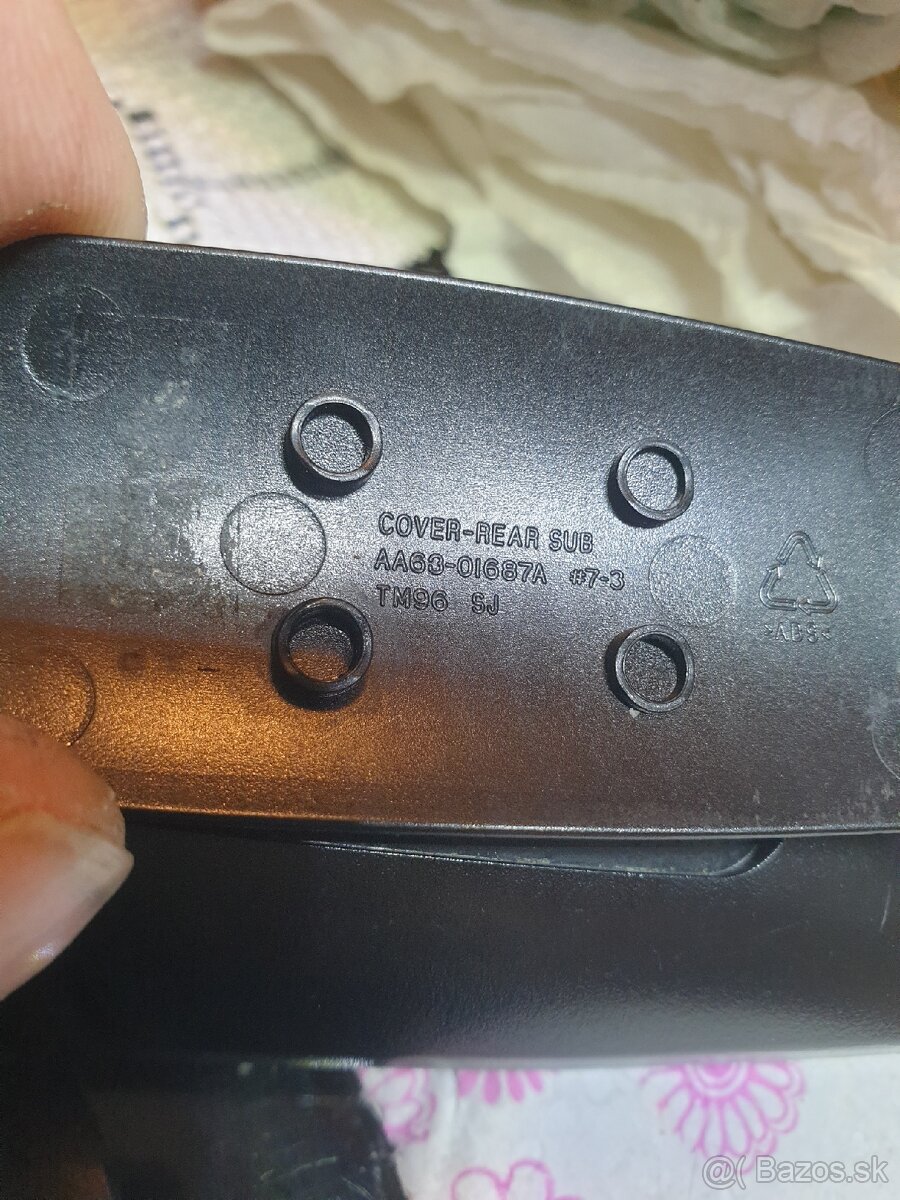 COVER-REAR SUB
AA63-01687A #7-3
TM96 SJ
>ABS<
@( Bazos.sk